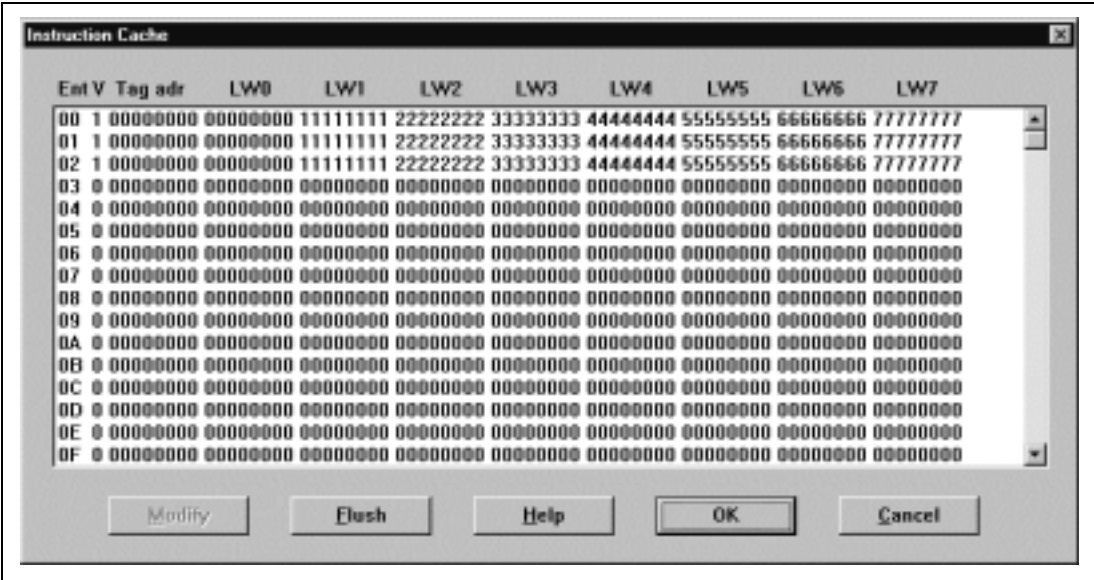 Instruction Cache
Ent V Tag adr LW0 LW1 LW2 LW3 LW4 LW5 LW6 LW7
00 1 00000000 00000000 11111111 22222222 33333333 44444444 55555555 66666666 77777777
01 1 00000000 00000000 11111111 22222222 33333333 44444444 55555555 66666666 77777777
02 1 00000000 00000000 11111111 22222222 33333333 44444444 55555555 66666666 77777777
03 0 00000000 00000000 00000000 00000000 00000000 00000000 00000000 00000000 00000000
04 0 00000000 00000000 00000000 00000000 00000000 00000000 00000000 00000000 00000000
05 0 00000000 00000000 00000000 00000000 00000000 00000000 00000000 00000000 00000000
06 0 00000000 00000000 00000000 00000000 00000000 00000000 00000000 00000000 00000000
07 0 00000000 00000000 00000000 00000000 00000000 00000000 00000000 00000000 00000000
08 0 00000000 00000000 00000000 00000000 00000000 00000000 00000000 00000000 00000000
09 0 00000000 00000000 00000000 00000000 00000000 00000000 00000000 00000000 00000000
0A 0 00000000 00000000 00000000 00000000 00000000 00000000 00000000 00000000 00000000
0B 0 00000000 00000000 00000000 00000000 00000000 00000000 00000000 00000000 00000000
0C 0 00000000 00000000 00000000 00000000 00000000 00000000 00000000 00000000 00000000
0D 0 00000000 00000000 00000000 00000000 00000000 00000000 00000000 00000000 00000000
0E 0 00000000 00000000 00000000 00000000 00000000 00000000 00000000 00000000 00000000
0F 0 00000000 00000000 00000000 00000000 00000000 00000000 00000000 00000000 00000000
Modify Flush Help OK Cancel